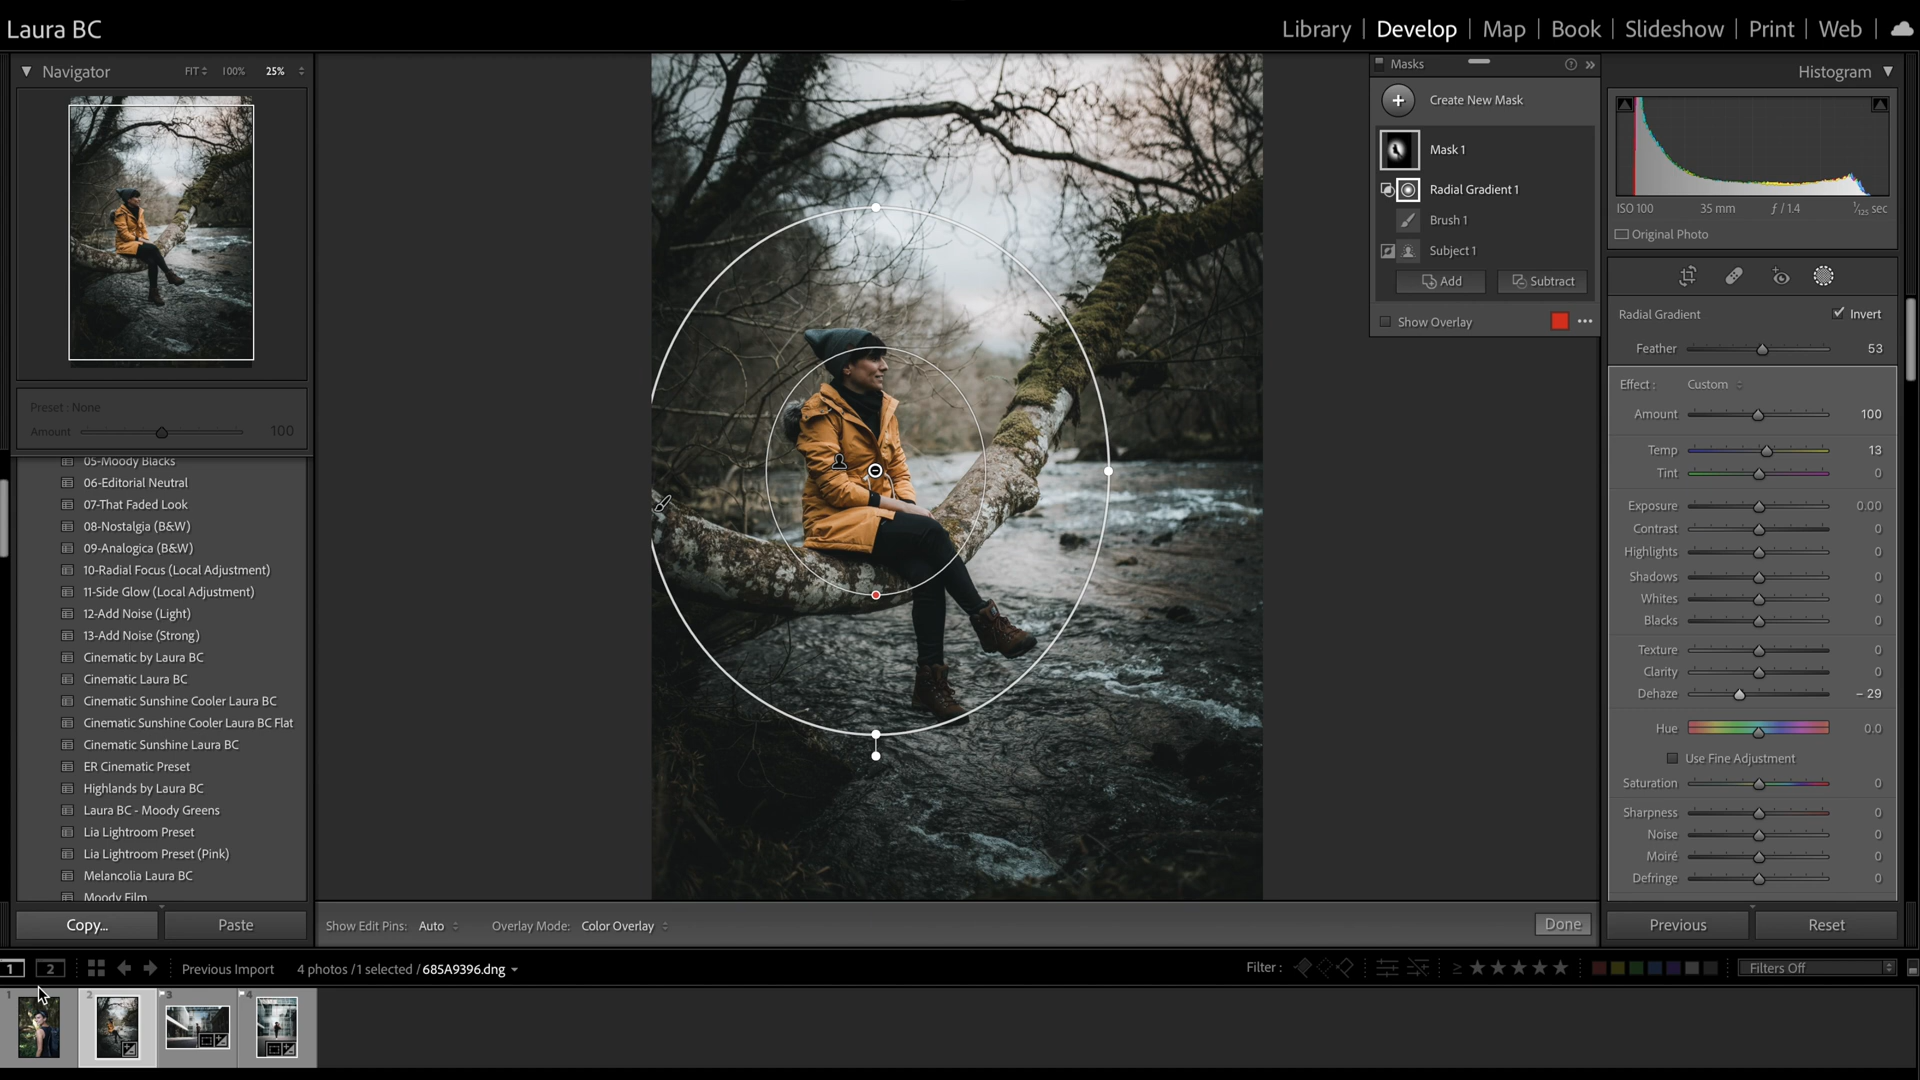 Laura BC
Library | Develop | Map | Book | Slideshow | Print | Web
Navigator FIT 100% 25%
Preset : None
Amount 100
05-Moody Blacks
06-Editorial Neutral
07-That Faded Look
08-Nostalgia (B&W)
09-Analogica (B&W)
10-Radial Focus (Local Adjustment)
11-Side Glow (Local Adjustment)
12-Add Noise (Light)
13-Add Noise (Strong)
Cinematic by Laura BC
Cinematic Laura BC
Cinematic Sunshine Cooler Laura BC
Cinematic Sunshine Cooler Laura BC Flat
Cinematic Sunshine Laura BC
ER Cinematic Preset
Highlands by Laura BC
Laura BC - Moody Greens
Lia Lightroom Preset
Lia Lightroom Preset (Pink)
Melancolia Laura BC
Moody Film
Copy... Paste
Masks
Create New Mask
Mask 1
Radial Gradient 1
Brush 1
Subject 1
Add Subtract
Show Overlay
Histogram
ISO 100 35 mm ƒ / 1.4 1/125 sec
Original Photo
Radial Gradient Invert
Feather 53
Effect : Custom
Amount 100
Temp 13
Tint 0
Exposure 0.00
Contrast 0
Highlights 0
Shadows 0
Whites 0
Blacks 0
Texture 0
Clarity 0
Dehaze – 29
Hue 0.0
Use Fine Adjustment
Saturation 0
Sharpness 0
Noise 0
Moiré 0
Defringe 0
Show Edit Pins: Auto Overlay Mode: Color Overlay Done
Previous Reset
1 2 Previous Import 4 photos / 1 selected / 685A9396.dng Filter : ≥ ★★★★★ Filters Off
1 2 3 4